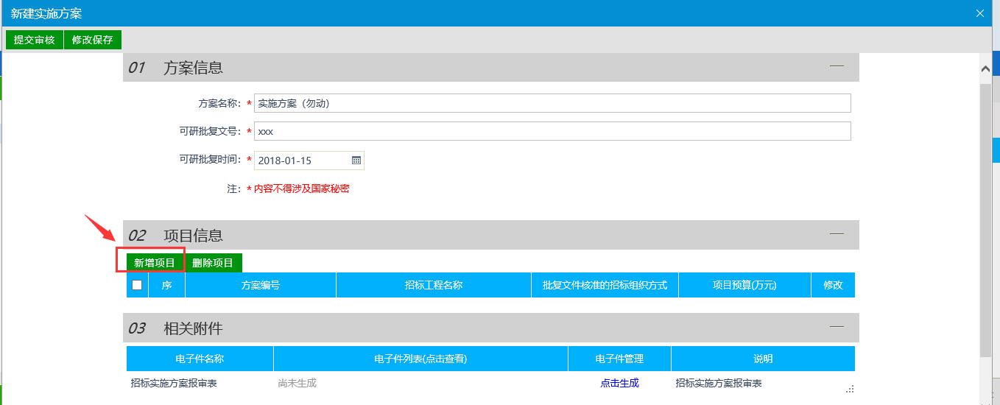 新建实施方案
提交审核 修改保存
01 方案信息
方案名称： * 实施方案（勿动）
可研批复文号： * xxx
可研批复时间： * 2018-01-15
注： * 内容不得涉及国家秘密
02 项目信息
新增项目 删除项目
序 方案编号 招标工程名称 批复文件核准的招标组织方式 项目预算(万元) 修改
03 相关附件
电子件名称 电子件列表(点击查看) 电子件管理 说明
招标实施方案报审表 尚未生成 点击生成 招标实施方案报审表